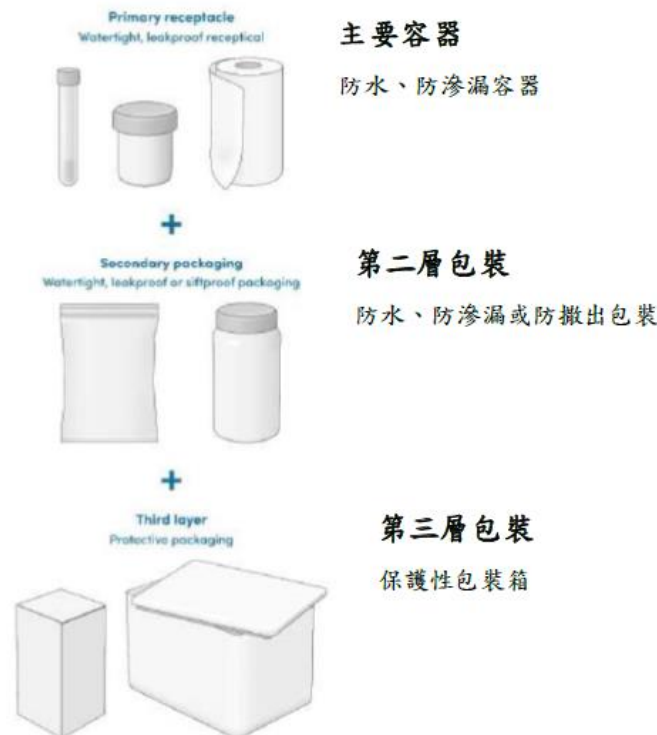 Primary receptacle
Watertight, leakproof receptical
主要容器
防水、防滲漏容器
+
Secondary packaging
Watertight, leakproof or siftproof packaging
第二層包裝
防水、防滲漏或防撒出包裝
+
Third layer
Protective packaging
第三層包裝
保護性包裝箱